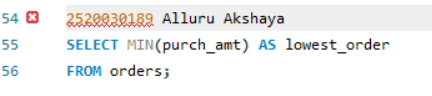 54 2520030189 Alluru Akshaya
55 SELECT MIN(purch_amt) AS lowest_order
56 FROM orders;